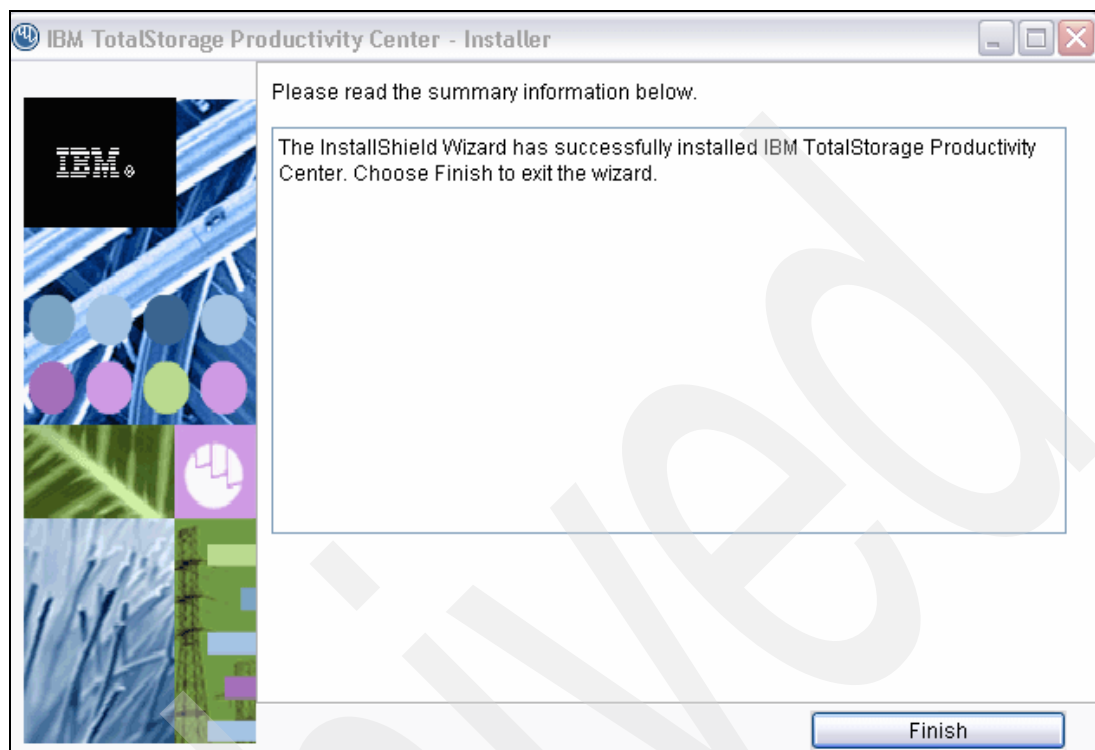 IBM TotalStorage Productivity Center - Installer
Please read the summary information below.
IBM®
The InstallShield Wizard has successfully installed IBM TotalStorage Productivity
Center. Choose Finish to exit the wizard.
Finish